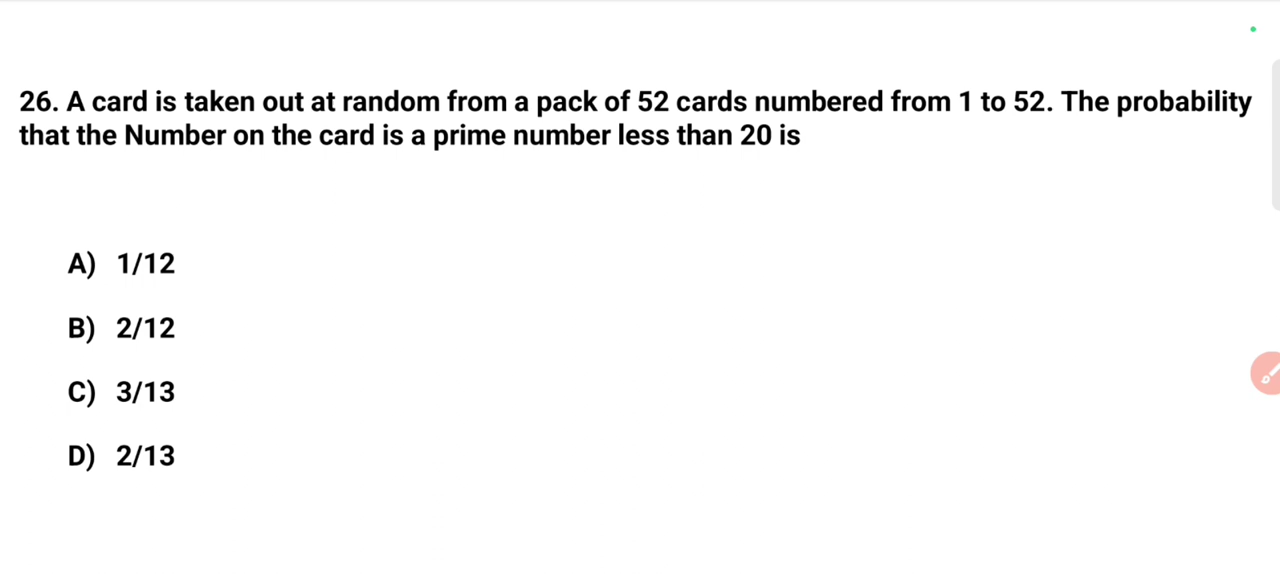 26. A card is taken out at random from a pack of 52 cards numbered from 1 to 52. The probability
that the Number on the card is a prime number less than 20 is
A) 1/12
B) 2/12
C) 3/13
D) 2/13